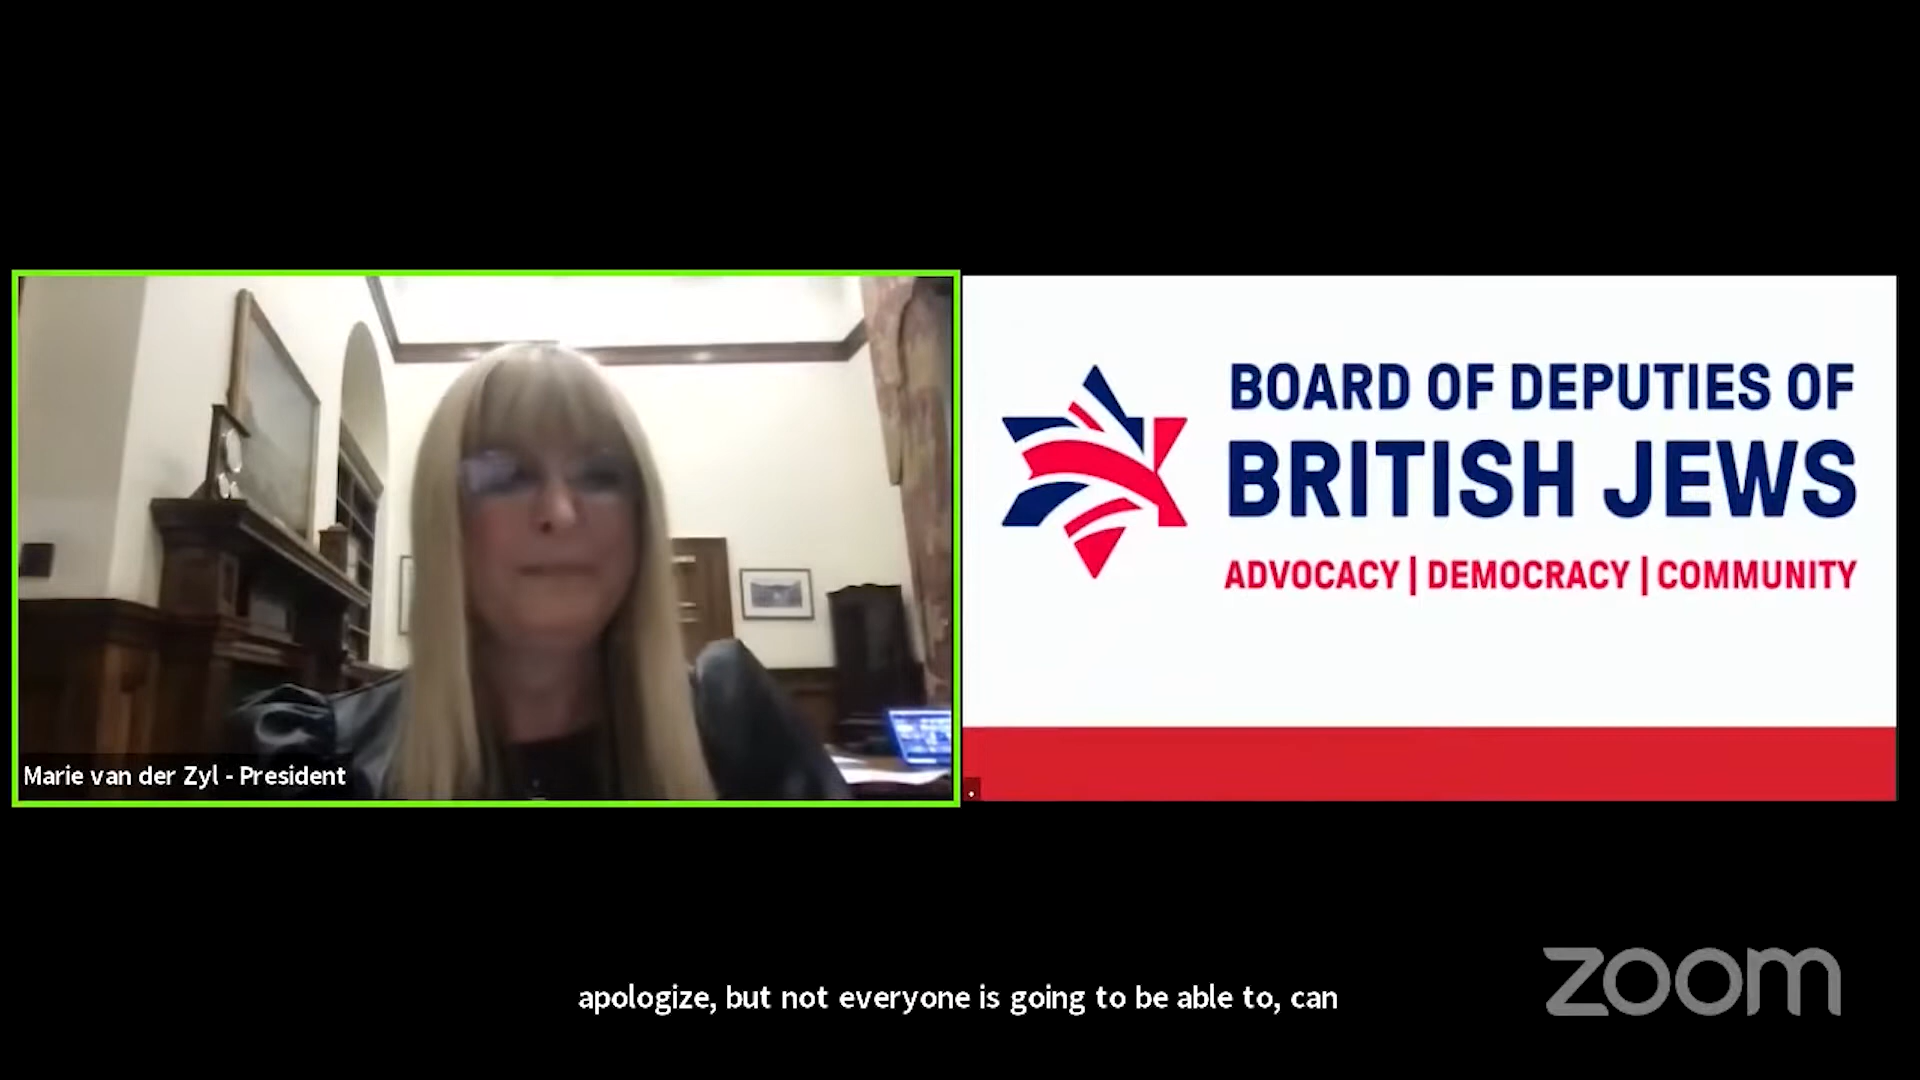 BOARD OF DEPUTIES OF
BRITISH JEWS
ADVOCACY | DEMOCRACY | COMMUNITY
Marie van der Zyl - President
apologize, but not everyone is going to be able to, can
zoom